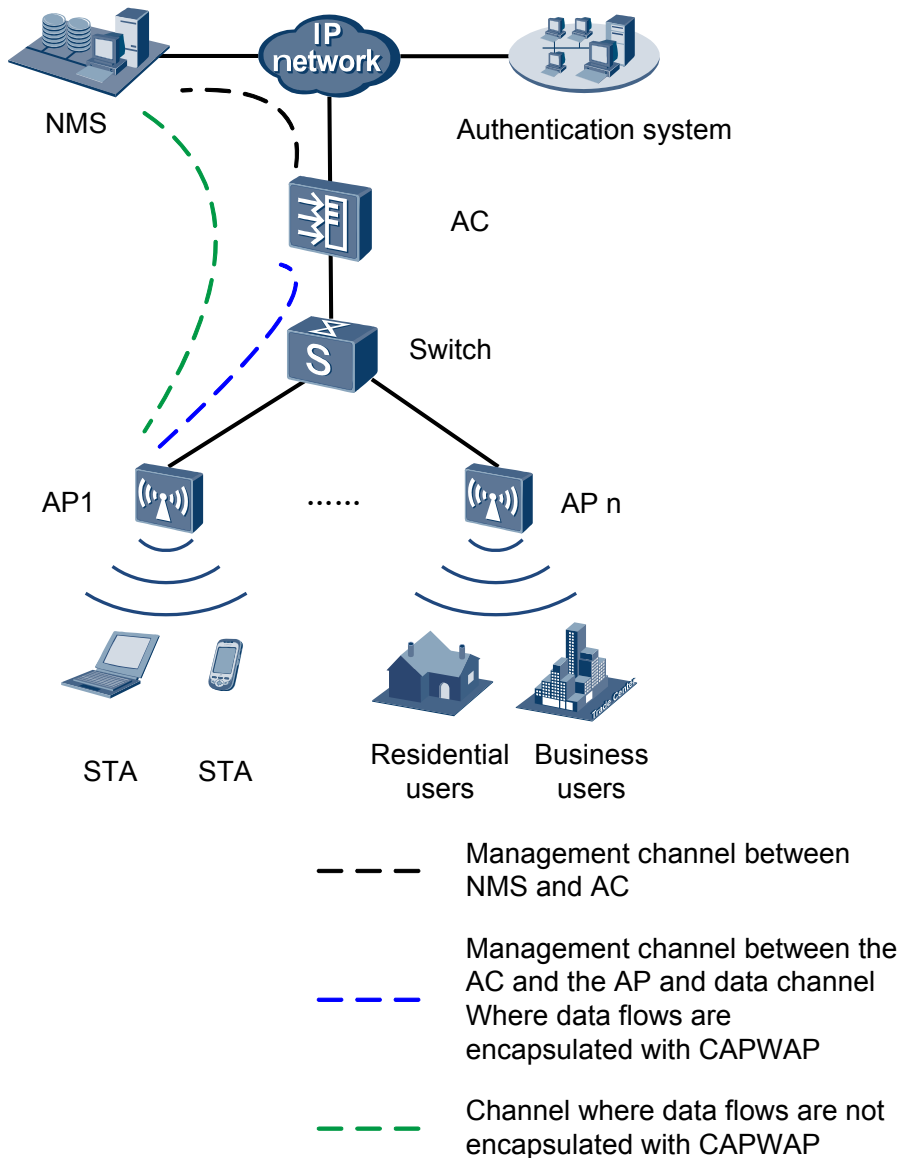 IP
network
NMS
Authentication system
AC
Switch
S
AP1
......
AP n
Trade Center
STA
STA
Residential
users
Business
users
Management channel between
NMS and AC
Management channel between the
AC and the AP and data channel
Where data flows are
encapsulated with CAPWAP
Channel where data flows are not
encapsulated with CAPWAP